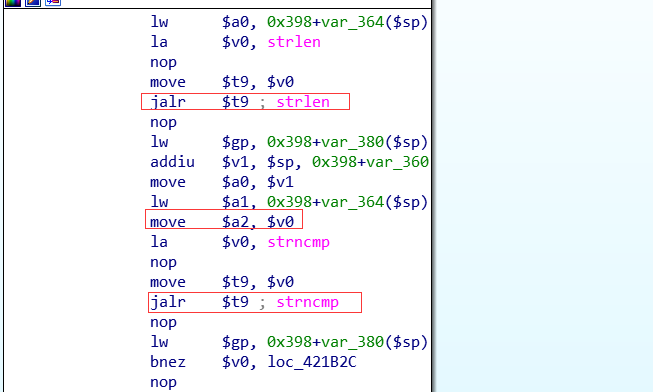 lw $a0, 0x398+var_364($sp)
la $v0, strlen
nop
move $t9, $v0
jalr $t9 ; strlen
nop
lw $gp, 0x398+var_380($sp)
addiu $v1, $sp, 0x398+var_360
move $a0, $v1
lw $a1, 0x398+var_364($sp)
move $a2, $v0
la $v0, strncmp
nop
move $t9, $v0
jalr $t9 ; strncmp
nop
lw $gp, 0x398+var_380($sp)
bnez $v0, loc_421B2C
nop